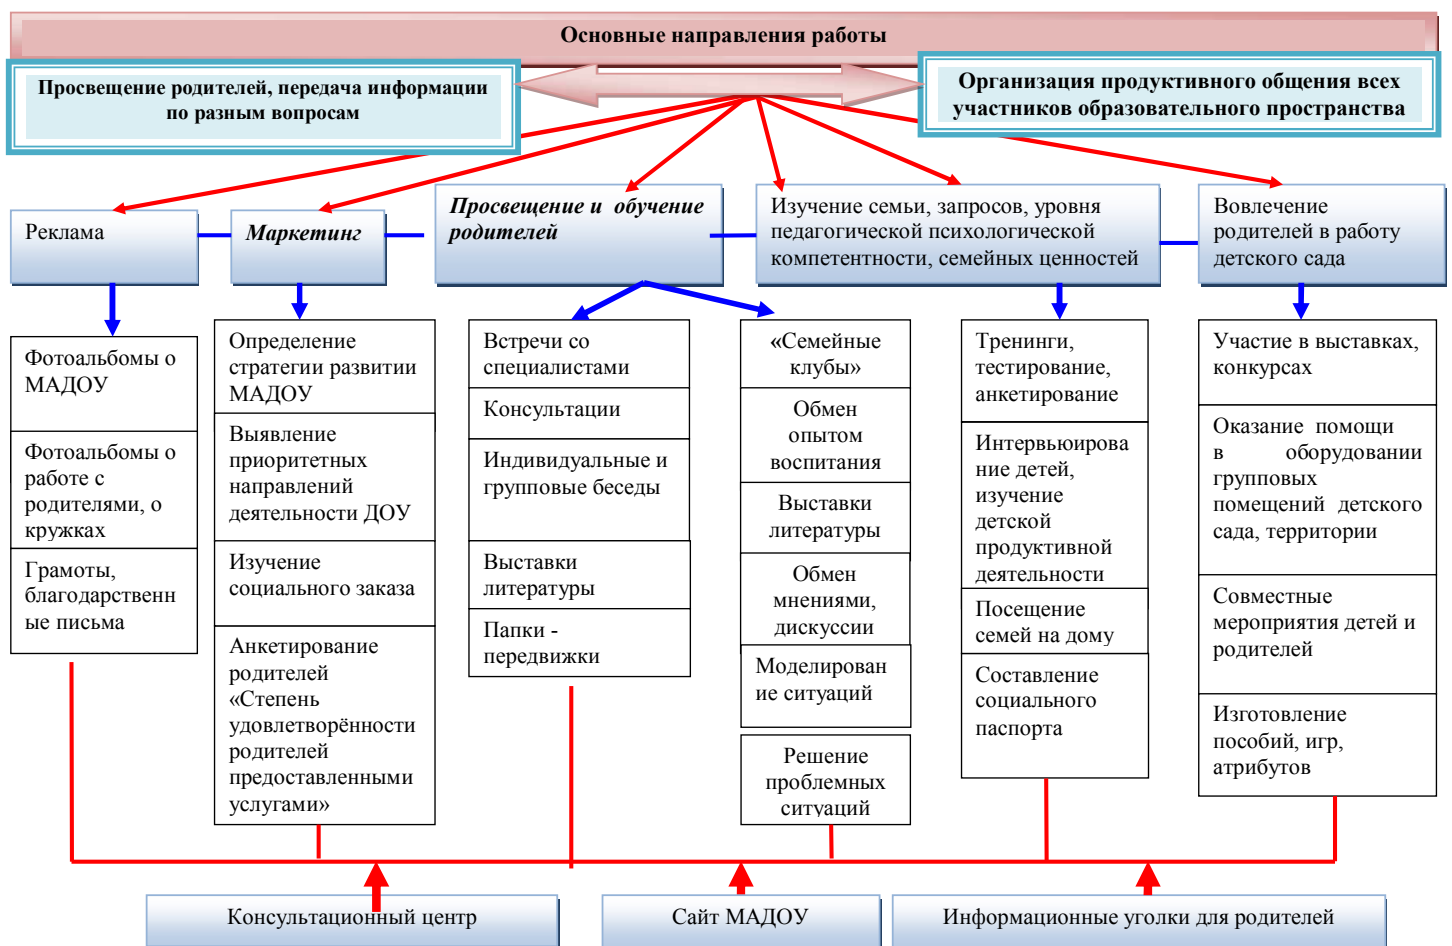 Основные направления работы
Просвещение родителей, передача информации
по разным вопросам
Организация продуктивного общения всех
участников образовательного пространства
Реклама
Маркетинг
Просвещение и обучение
родителей
Изучение семьи, запросов, уровня
педагогической психологической
компетентности, семейных ценностей
Вовлечение
родителей в работу
детского сада
Фотоальбомы о
МАДОУ
Фотоальбомы о
работе с
родителями, о
кружках
Грамоты,
благодарственн
ые письма
Определение
стратегии развитии
МАДОУ
Выявление
приоритетных
направлений
деятельности ДОУ
Изучение
социального заказа
Анкетирование
родителей
«Степень
удовлетворённости
родителей
предоставленными
услугами»
Встречи со
специалистами
Консультации
Индивидуальные и
групповые беседы
Выставки
литературы
Папки -
передвижки
«Семейные
клубы»
Обмен
опытом
воспитания
Выставки
литературы
Обмен
мнениями,
дискуссии
Моделирован
ие ситуаций
Решение
проблемных
ситуаций
Тренинги,
тестирование,
анкетирование
Интервьюирова
ние детей,
изучение
детской
продуктивной
деятельности
Посещение
семей на дому
Составление
социального
паспорта
Участие в выставках,
конкурсах
Оказание помощи
в оборудовании
групповых
помещений детского
сада, территории
Совместные
мероприятия детей и
родителей
Изготовление
пособий, игр,
атрибутов
Консультационный центр
Сайт МАДОУ
Информационные уголки для родителей